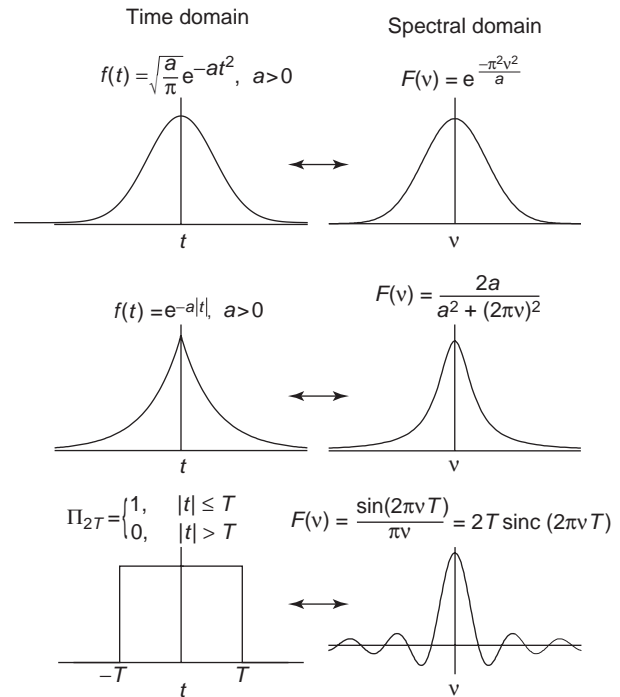 Time domain
Spectral domain
f(t) = √(a/π) e^(−at²), a>0
F(ν) = e^(−π²ν²/a)
t
ν
f(t) = e^(−a|t|), a>0
F(ν) = 2a/(a² + (2πν)²)
t
ν
Π_2T = {1, |t| ≤ T
0, |t| > T
F(ν) = sin(2πνT)/πν = 2T sinc (2πνT)
−T
T
t
ν